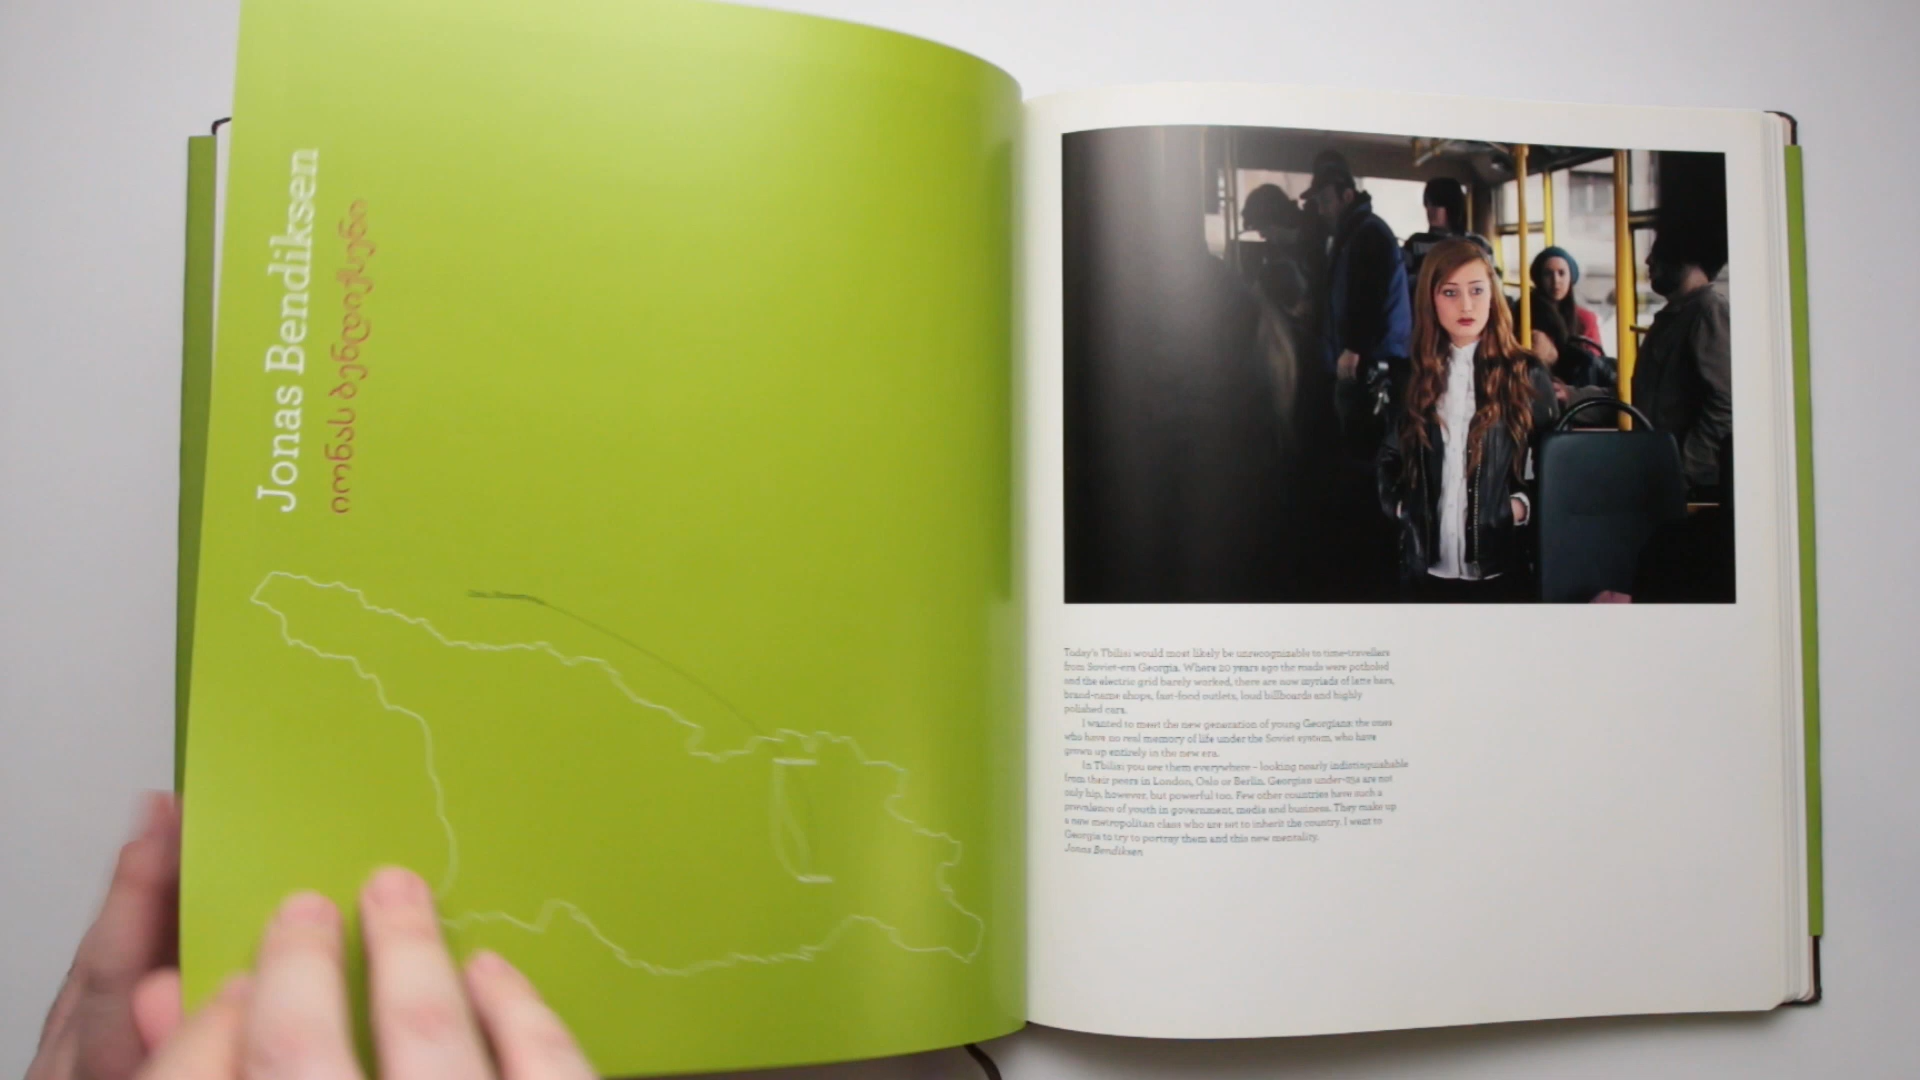 Jonas Bendiksen
იონას ბენდიქსენი
Today's Tbilisi would most likely be unrecognizable to time-travellers
from Soviet-era Georgia. Where 20 years ago the roads were potholed
and the electric grid barely worked, there are now myriads of latte bars,
brand-name shops, fast-food outlets, loud billboards and highly
polished cars.
I wanted to meet the new generation of young Georgians: the ones
who have no real memory of life under the Soviet system, who have
grown up entirely in the new era.
In Tbilisi you see them everywhere – looking nearly indistinguishable
from their peers in London, Oslo or Berlin. Georgian under-25s are not
only hip, however, but powerful too. Few other countries have such a
prevalence of youth in government, media and business. They make up
a new metropolitan class who are set to inherit the country. I went to
Georgia to try to portray them and this new mentality.
Jonas Bendiksen